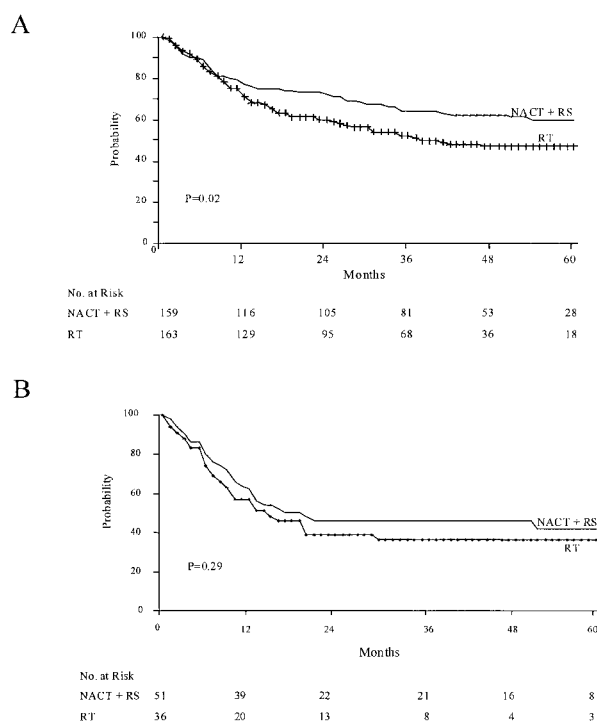 A
100
80
60
40
20
0
Probability
NACT + RS
RT
P=0.02
12 24 36 48 60
Months
No. at Risk
NACT + RS 159 116 105 81 53 28
RT 163 129 95 68 36 18
B
100
80
60
40
20
0
Probability
NACT + RS
RT
P=0.29
0 12 24 36 48 60
Months
No. at Risk
NACT + RS 51 39 22 21 16 8
RT 36 20 13 8 4 3